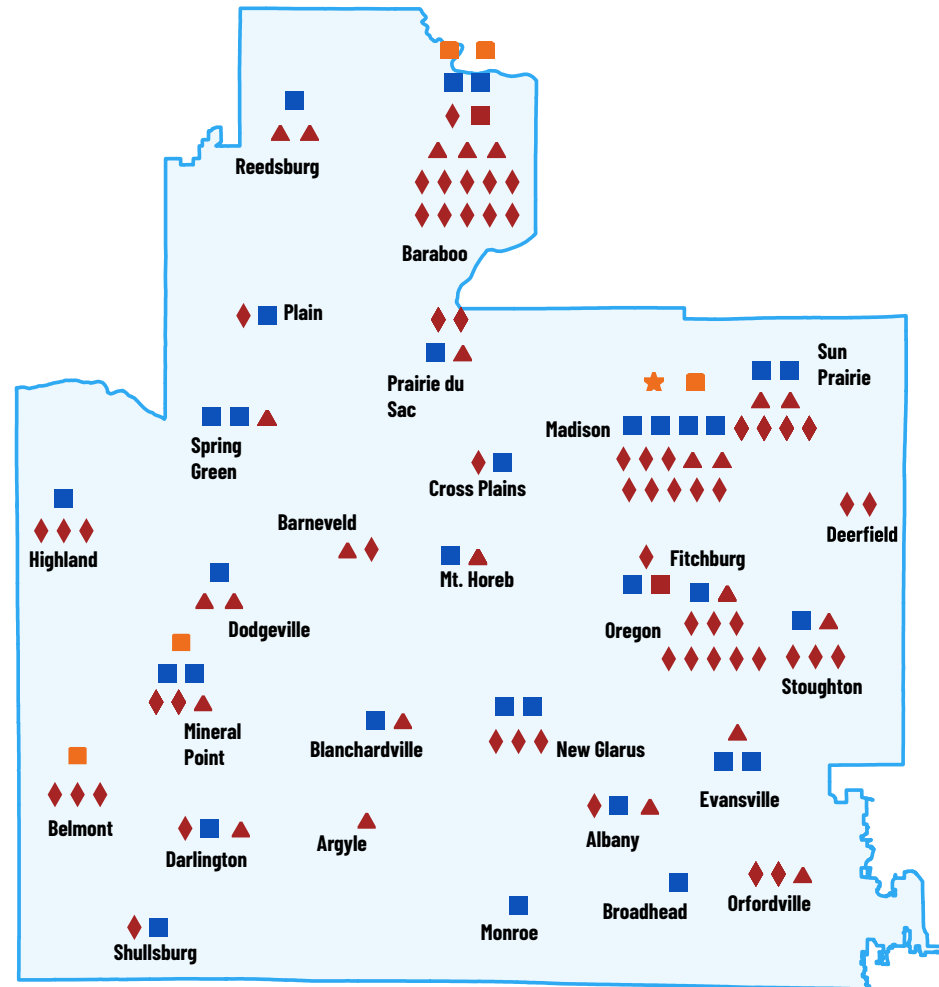 Reedsburg
Baraboo
Plain
Prairie du
Sac
Sun
Prairie
Madison
Spring
Green
Cross Plains
Barneveld
Highland
Deerfield
Mt. Horeb
Fitchburg
Dodgeville
Oregon
Stoughton
Mineral
Point
Blanchardville
New Glarus
Evansville
Belmont
Argyle
Albany
Darlington
Broadhead
Orfordville
Monroe
Shullsburg